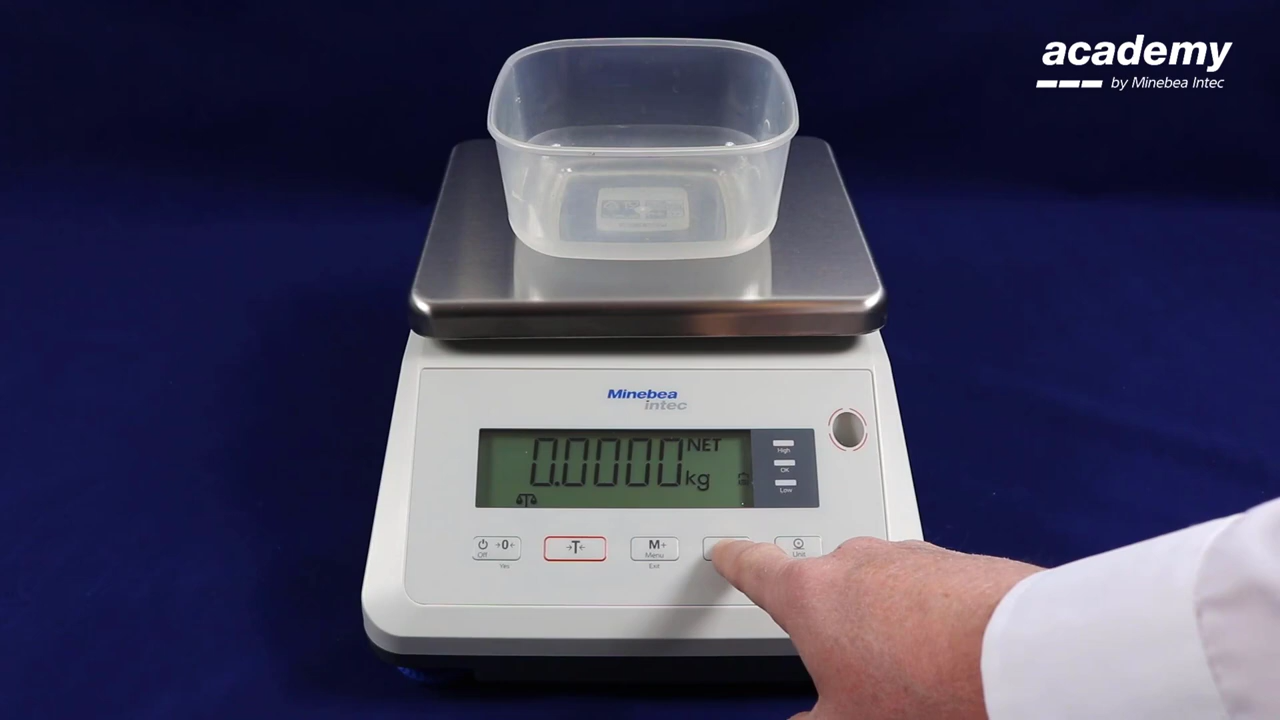 academy
by Minebea Intec
Minebea
intec
0.0000 NET
kg
High
OK
Low
Off →0←
Yes
→T←
M+
Menu
Exit
Unit